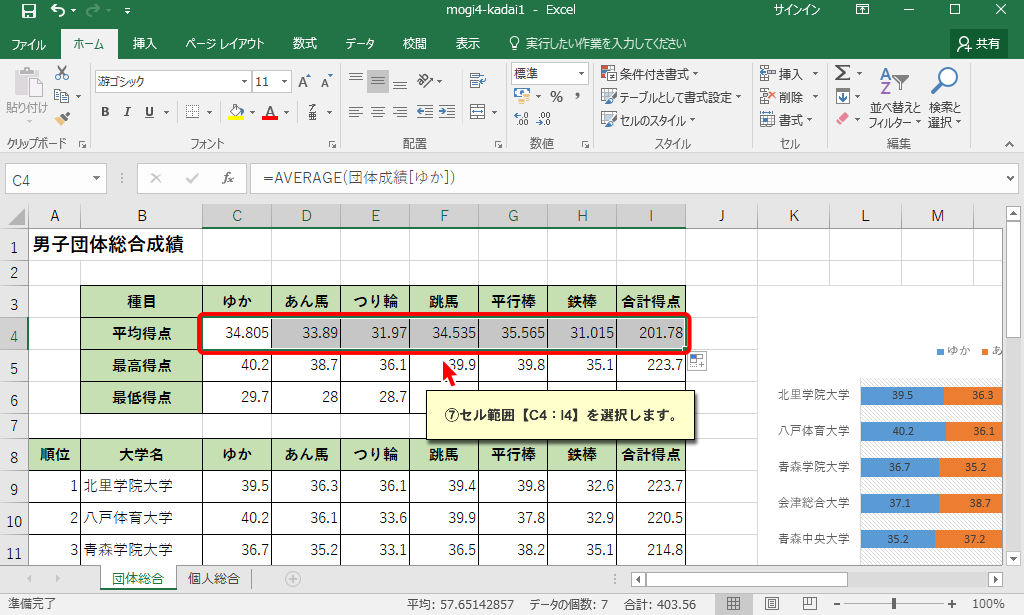 mogi4-kadai1 - Excel
サインイン
ファイル ホーム 挿入 ページ レイアウト 数式 データ 校閲 表示 実行したい作業を入力してください 共有
貼り付け
クリップボード
游ゴシック 11
A A
B I U A
フォント
配置
標準
% ,
数値
条件付き書式
テーブルとして書式設定
セルのスタイル
スタイル
挿入
削除
書式
セル
並べ替えと
フィルター
検索と
選択
編集
C4 fx =AVERAGE(団体成績[ゆか])
A B C D E F G H I J K L M
1 男子団体総合成績
2
3 種目 ゆか あん馬 つり輪 跳馬 平行棒 鉄棒 合計得点
4 平均得点 34.805 33.89 31.97 34.535 35.565 31.015 201.78
5 最高得点 40.2 38.7 36.1 39.9 39.8 35.1 223.7
6 最低得点 29.7 28 28.7
⑦セル範囲【C4：I4】を選択します。
7
8 順位 大学名 ゆか あん馬 つり輪 跳馬 平行棒 鉄棒 合計得点
9 1 北里学院大学 39.5 36.3 36.1 39.4 39.8 32.6 223.7
10 2 八戸体育大学 40.2 36.1 33.6 39.9 37.8 32.9 220.5
11 3 青森学院大学 36.7 35.2 33.1 36.5 38.2 35.1 214.8
ゆか あ
北里学院大学 39.5 36.3
八戸体育大学 40.2 36.1
青森学院大学 36.7 35.2
会津総合大学 37.1 38.7
青森中央大学 35.2 37.2
団体総合 個人総合
準備完了 平均: 57.65142857 データの個数: 7 合計: 403.56 100%